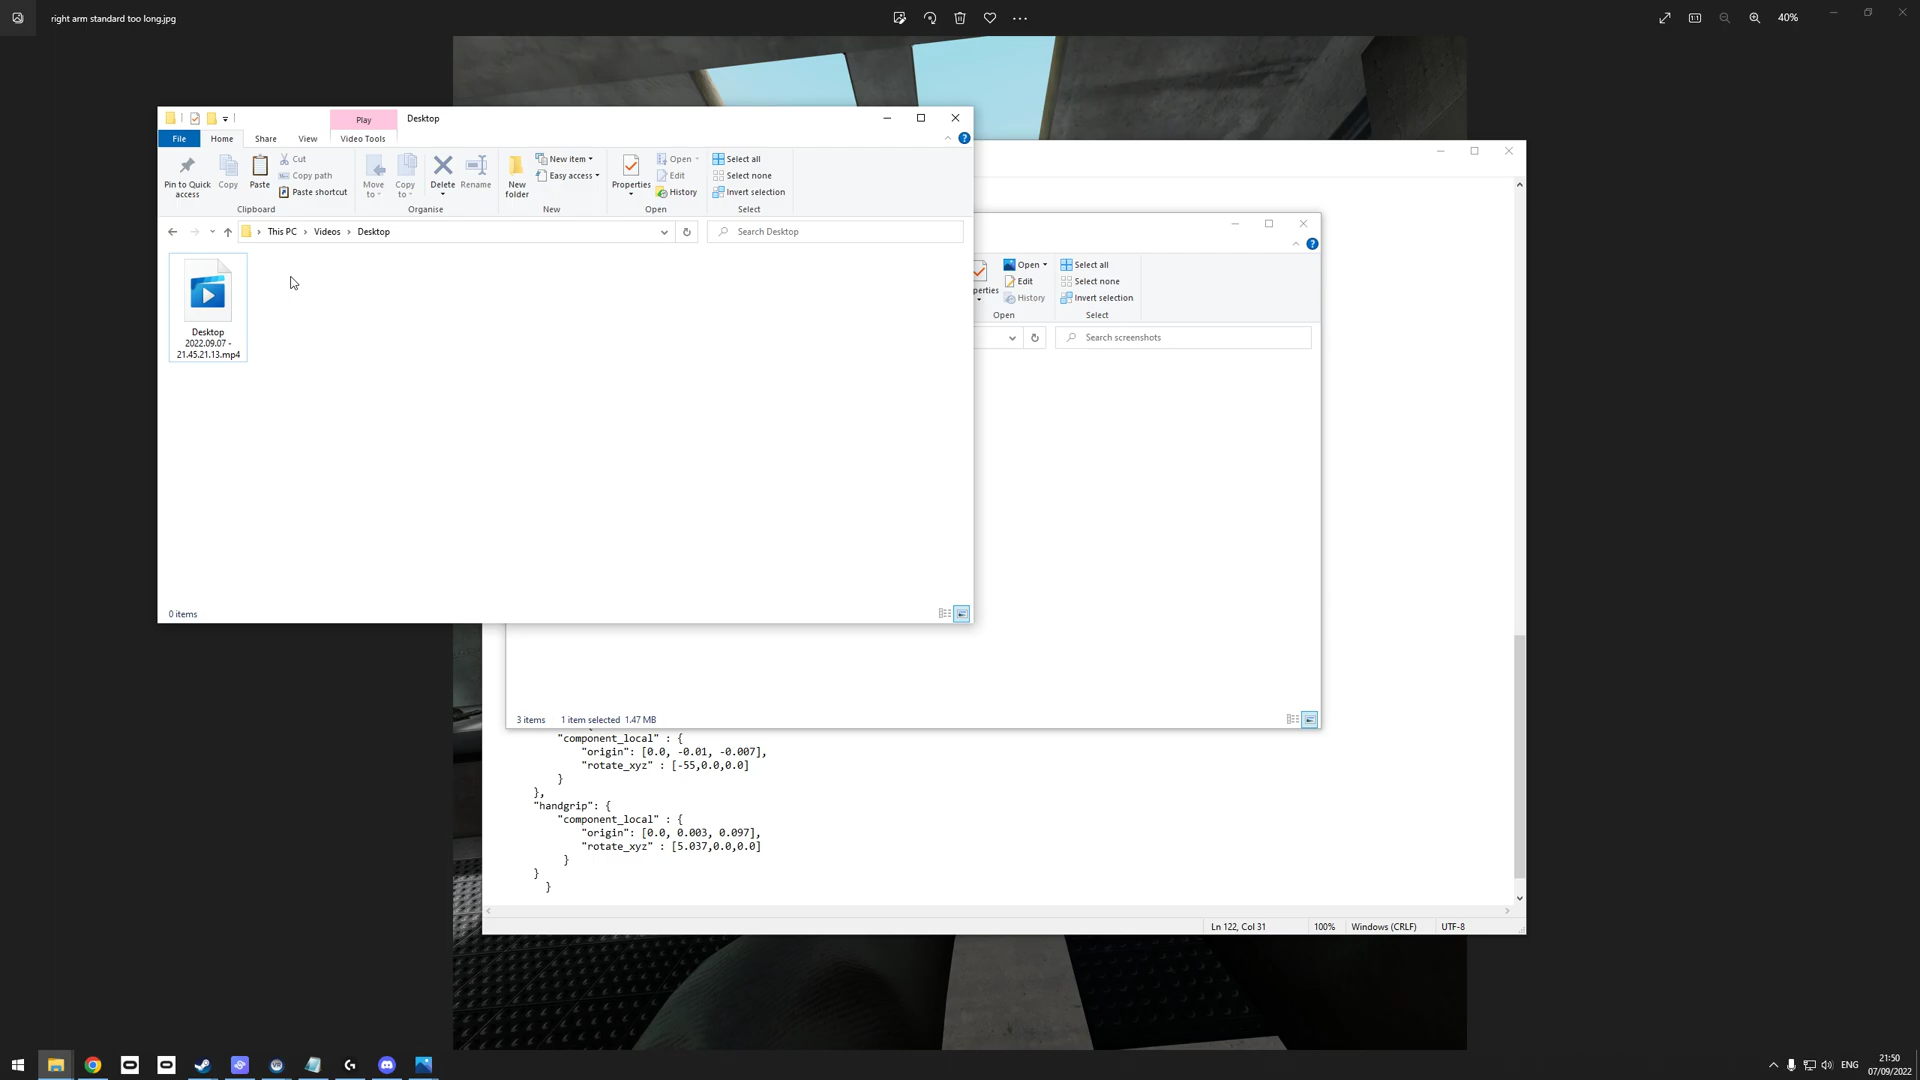 right arm standard too long.jpg
40%
Play
Desktop
File
Home
Share
View
Video Tools
Pin to Quick access
Copy
Paste
Cut
Copy path
Paste shortcut
Clipboard
Move to
Copy to
Delete
Rename
Organise
New folder
New item
Easy access
New
Properties
Open
Edit
History
Open
Select all
Select none
Invert selection
Select
This PC
Videos
Desktop
Search Desktop
Desktop
2022.09.07 -
21.45.21.13.mp4
0 items
perties
Open
Edit
History
Open
Select all
Select none
Invert selection
Select
Search screenshots
3 items
1 item selected 1.47 MB
"component_local" : {
"origin": [0.0, -0.01, -0.007],
"rotate_xyz" : [-55,0.0,0.0]
}
},
"handgrip": {
"component_local" : {
"origin": [0.0, 0.003, 0.097],
"rotate_xyz" : [5.037,0.0,0.0]
}
}
}
Ln 122, Col 31
100%
Windows (CRLF)
UTF-8
ENG
21:50
07/09/2022